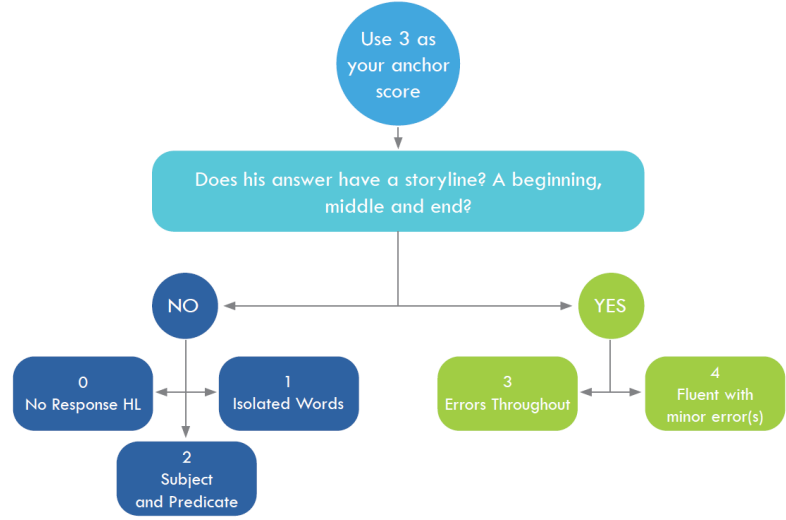 Use 3 as
your anchor
score
Does his answer have a storyline? A beginning,
middle and end?
NO
YES
0
No Response HL
1
Isolated Words
2
Subject
and Predicate
3
Errors Throughout
4
Fluent with
minor error(s)